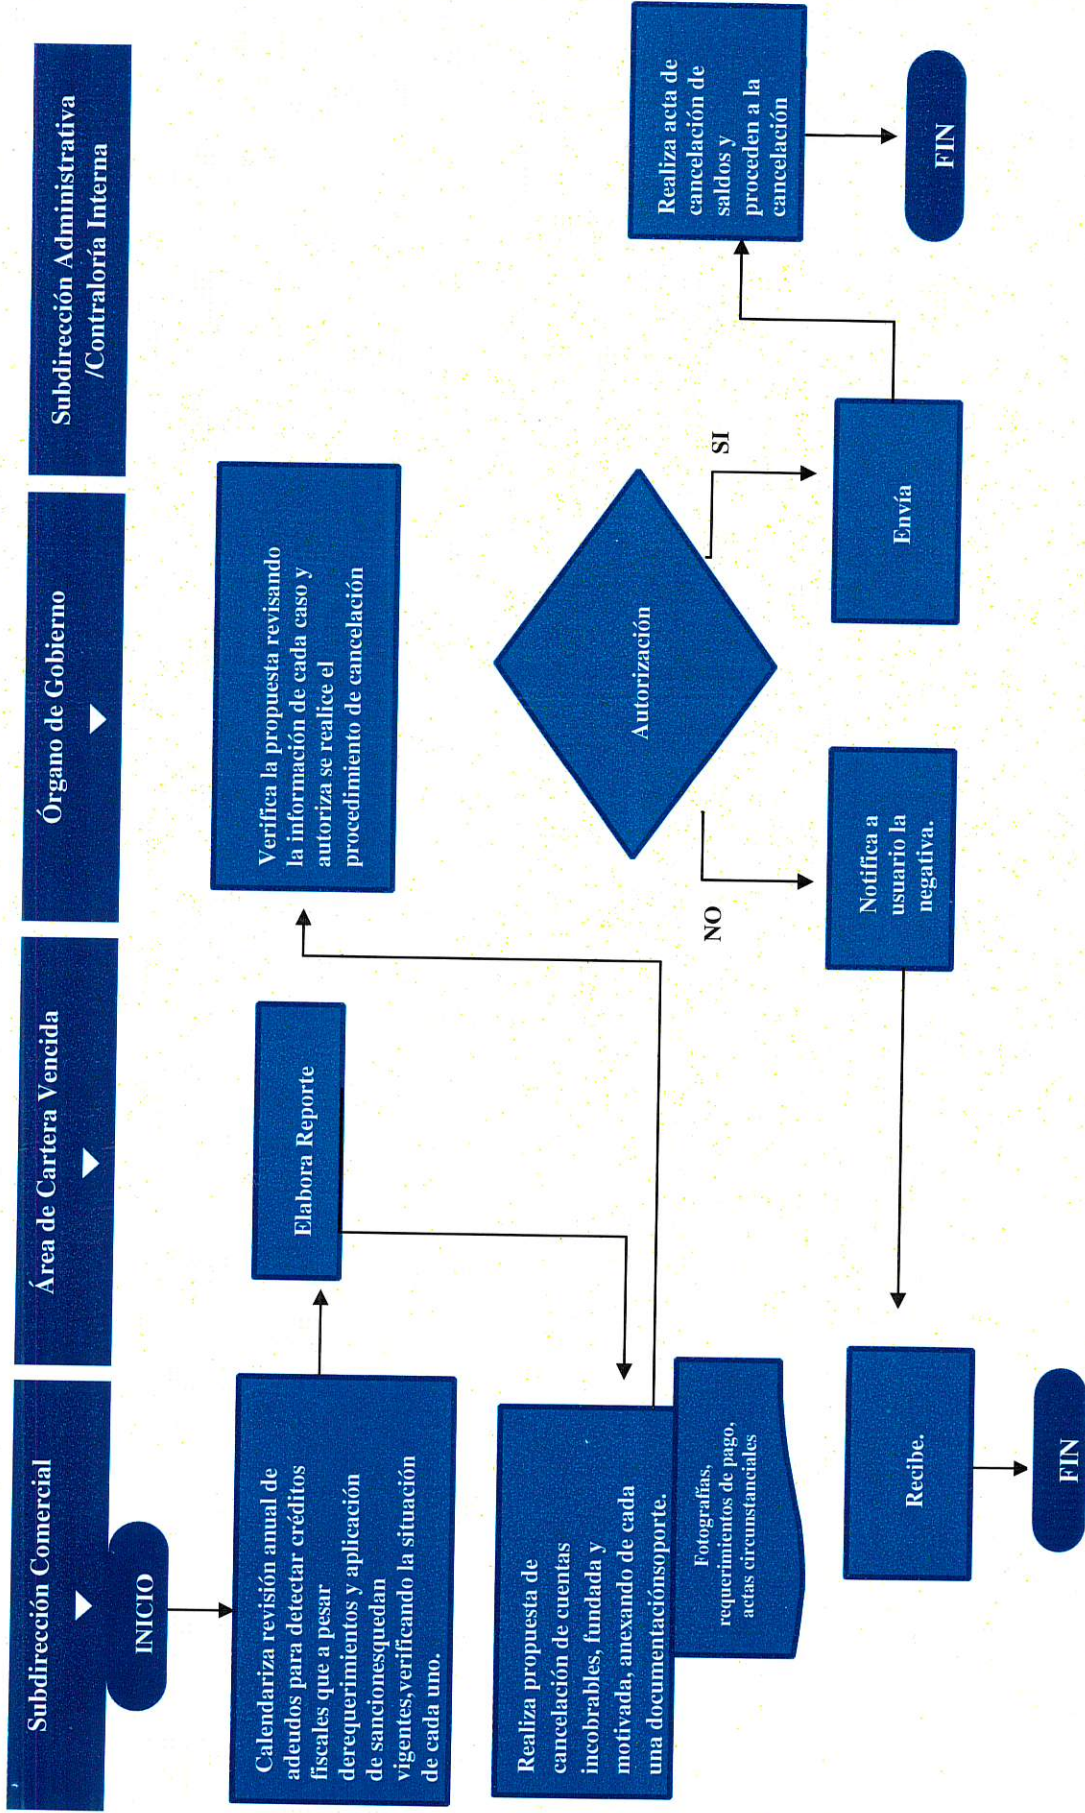 Subdirección Comercial
Área de Cartera Vencida
Órgano de Gobierno
Subdirección Administrativa
/Contraloría Interna
INICIO
Calendariza revisión anual de
adeudos para detectar créditos
fiscales que a pesar
derequerimientos y aplicación
de sancionesquedan
vigentes,verificando la situación
de cada uno.
Elabora Reporte
Verifica la propuesta revisando
la información de cada caso y
autoriza se realice el
procedimiento de cancelación
Realiza propuesta de
cancelación de cuentas
incobrables, fundada y
motivada, anexando de cada
una documentaciónsoporte.
Fotografías,
requerimientos de pago,
actas circunstanciales
Autorización
NO
SI
Notifica a
usuario la
negativa.
Envía
Realiza acta de
cancelación de
saldos y
proceden a la
cancelación
FIN
Recibe.
FIN